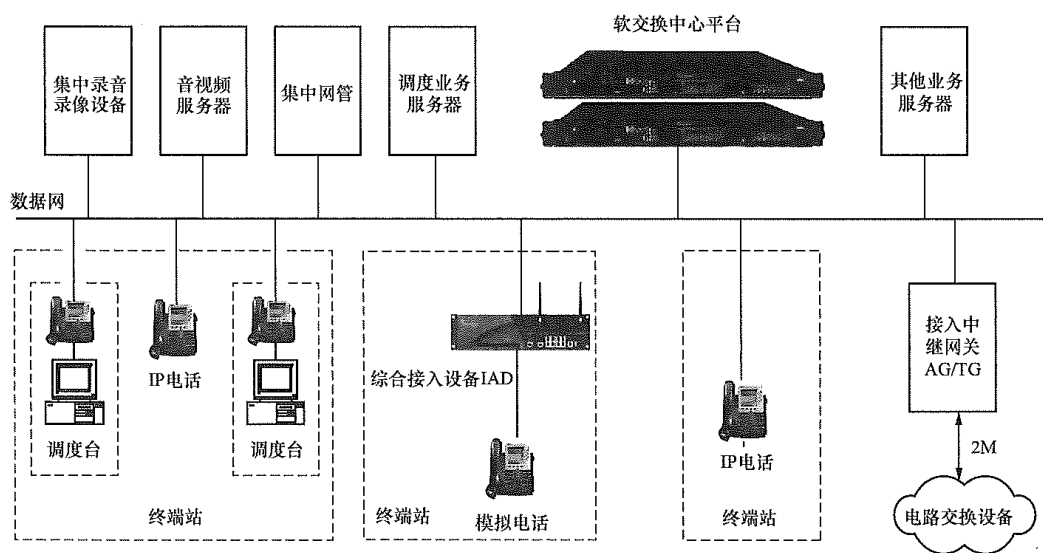 软交换中心平台
集中录音
录像设备
音视频
服务器
集中网管
调度业务
服务器
其他业务
服务器
数据网
调度台
IP电话
调度台
终端站
综合接入设备IAD
模拟电话
终端站
IP电话
终端站
接入中
继网关
AG/TG
2M
电路交换设备